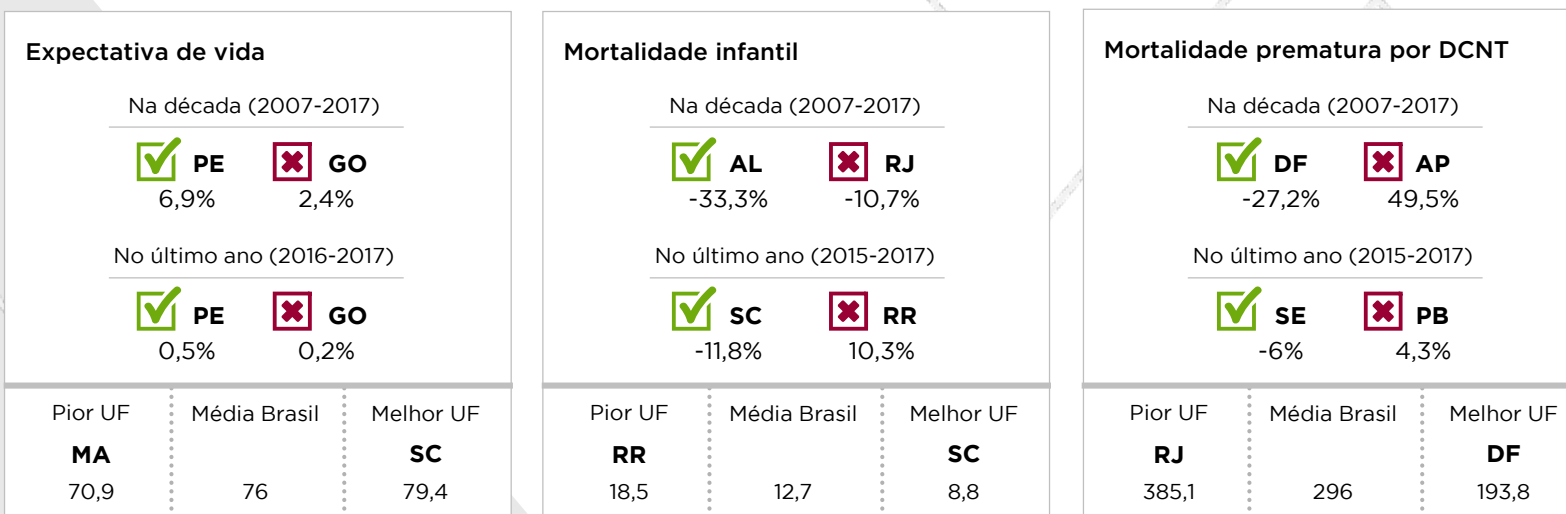 Expectativa de vida
Na década (2007-2017)
PE GO
6,9% 2,4%
No último ano (2016-2017)
PE GO
0,5% 0,2%
Pior UF Média Brasil Melhor UF
MA SC
70,9 76 79,4
Mortalidade infantil
Na década (2007-2017)
AL RJ
-33,3% -10,7%
No último ano (2015-2017)
SC RR
-11,8% 10,3%
Pior UF Média Brasil Melhor UF
RR SC
18,5 12,7 8,8
Mortalidade prematura por DCNT
Na década (2007-2017)
DF AP
-27,2% 49,5%
No último ano (2015-2017)
SE PB
-6% 4,3%
Pior UF Média Brasil Melhor UF
RJ DF
385,1 296 193,8